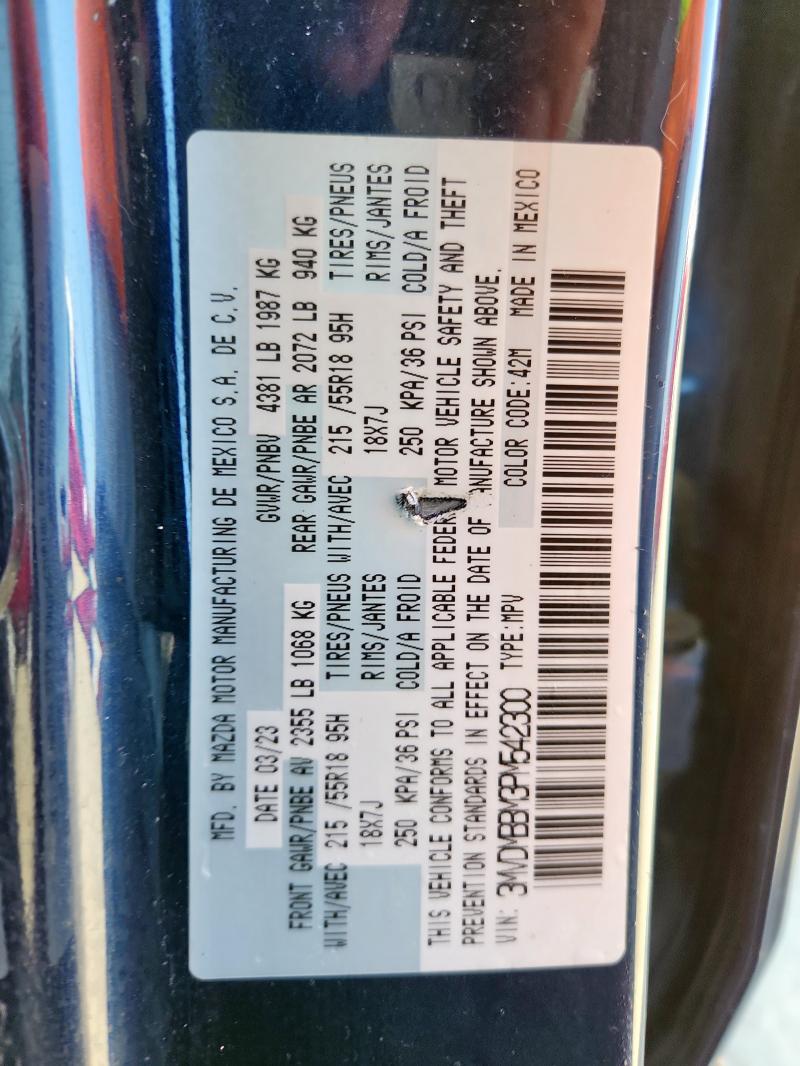 MFD. BY MAZDA MOTOR MANUFACTURING DE MEXICO S.A. DE C.V.
DATE 03/23 GVWR/PNBV 4381 LB 1987 KG
FRONT GAWR/PNBE AV 2355 LB 1068 KG REAR GAWR/PNBE AR 2072 LB 940 KG
WITH/AVEC 215 /55R18 95H TIRES/PNEUS WITH/AVEC 215 /55R18 95H TIRES/PNEUS
18X7J RIMS/JANTES 18X7J RIMS/JANTES
250 KPA/36 PSI COLD/A FROID 250 KPA/36 PSI COLD/A FROID
THIS VEHICLE CONFORMS TO ALL APPLICABLE FEDER MOTOR VEHICLE SAFETY AND THEFT
PREVENTION STANDARDS IN EFFECT ON THE DATE OF ANUFACTURE SHOWN ABOVE.
VIN: 3MVDMBBM3PM542300 TYPE:MPV COLOR CODE:42M MADE IN MEXICO